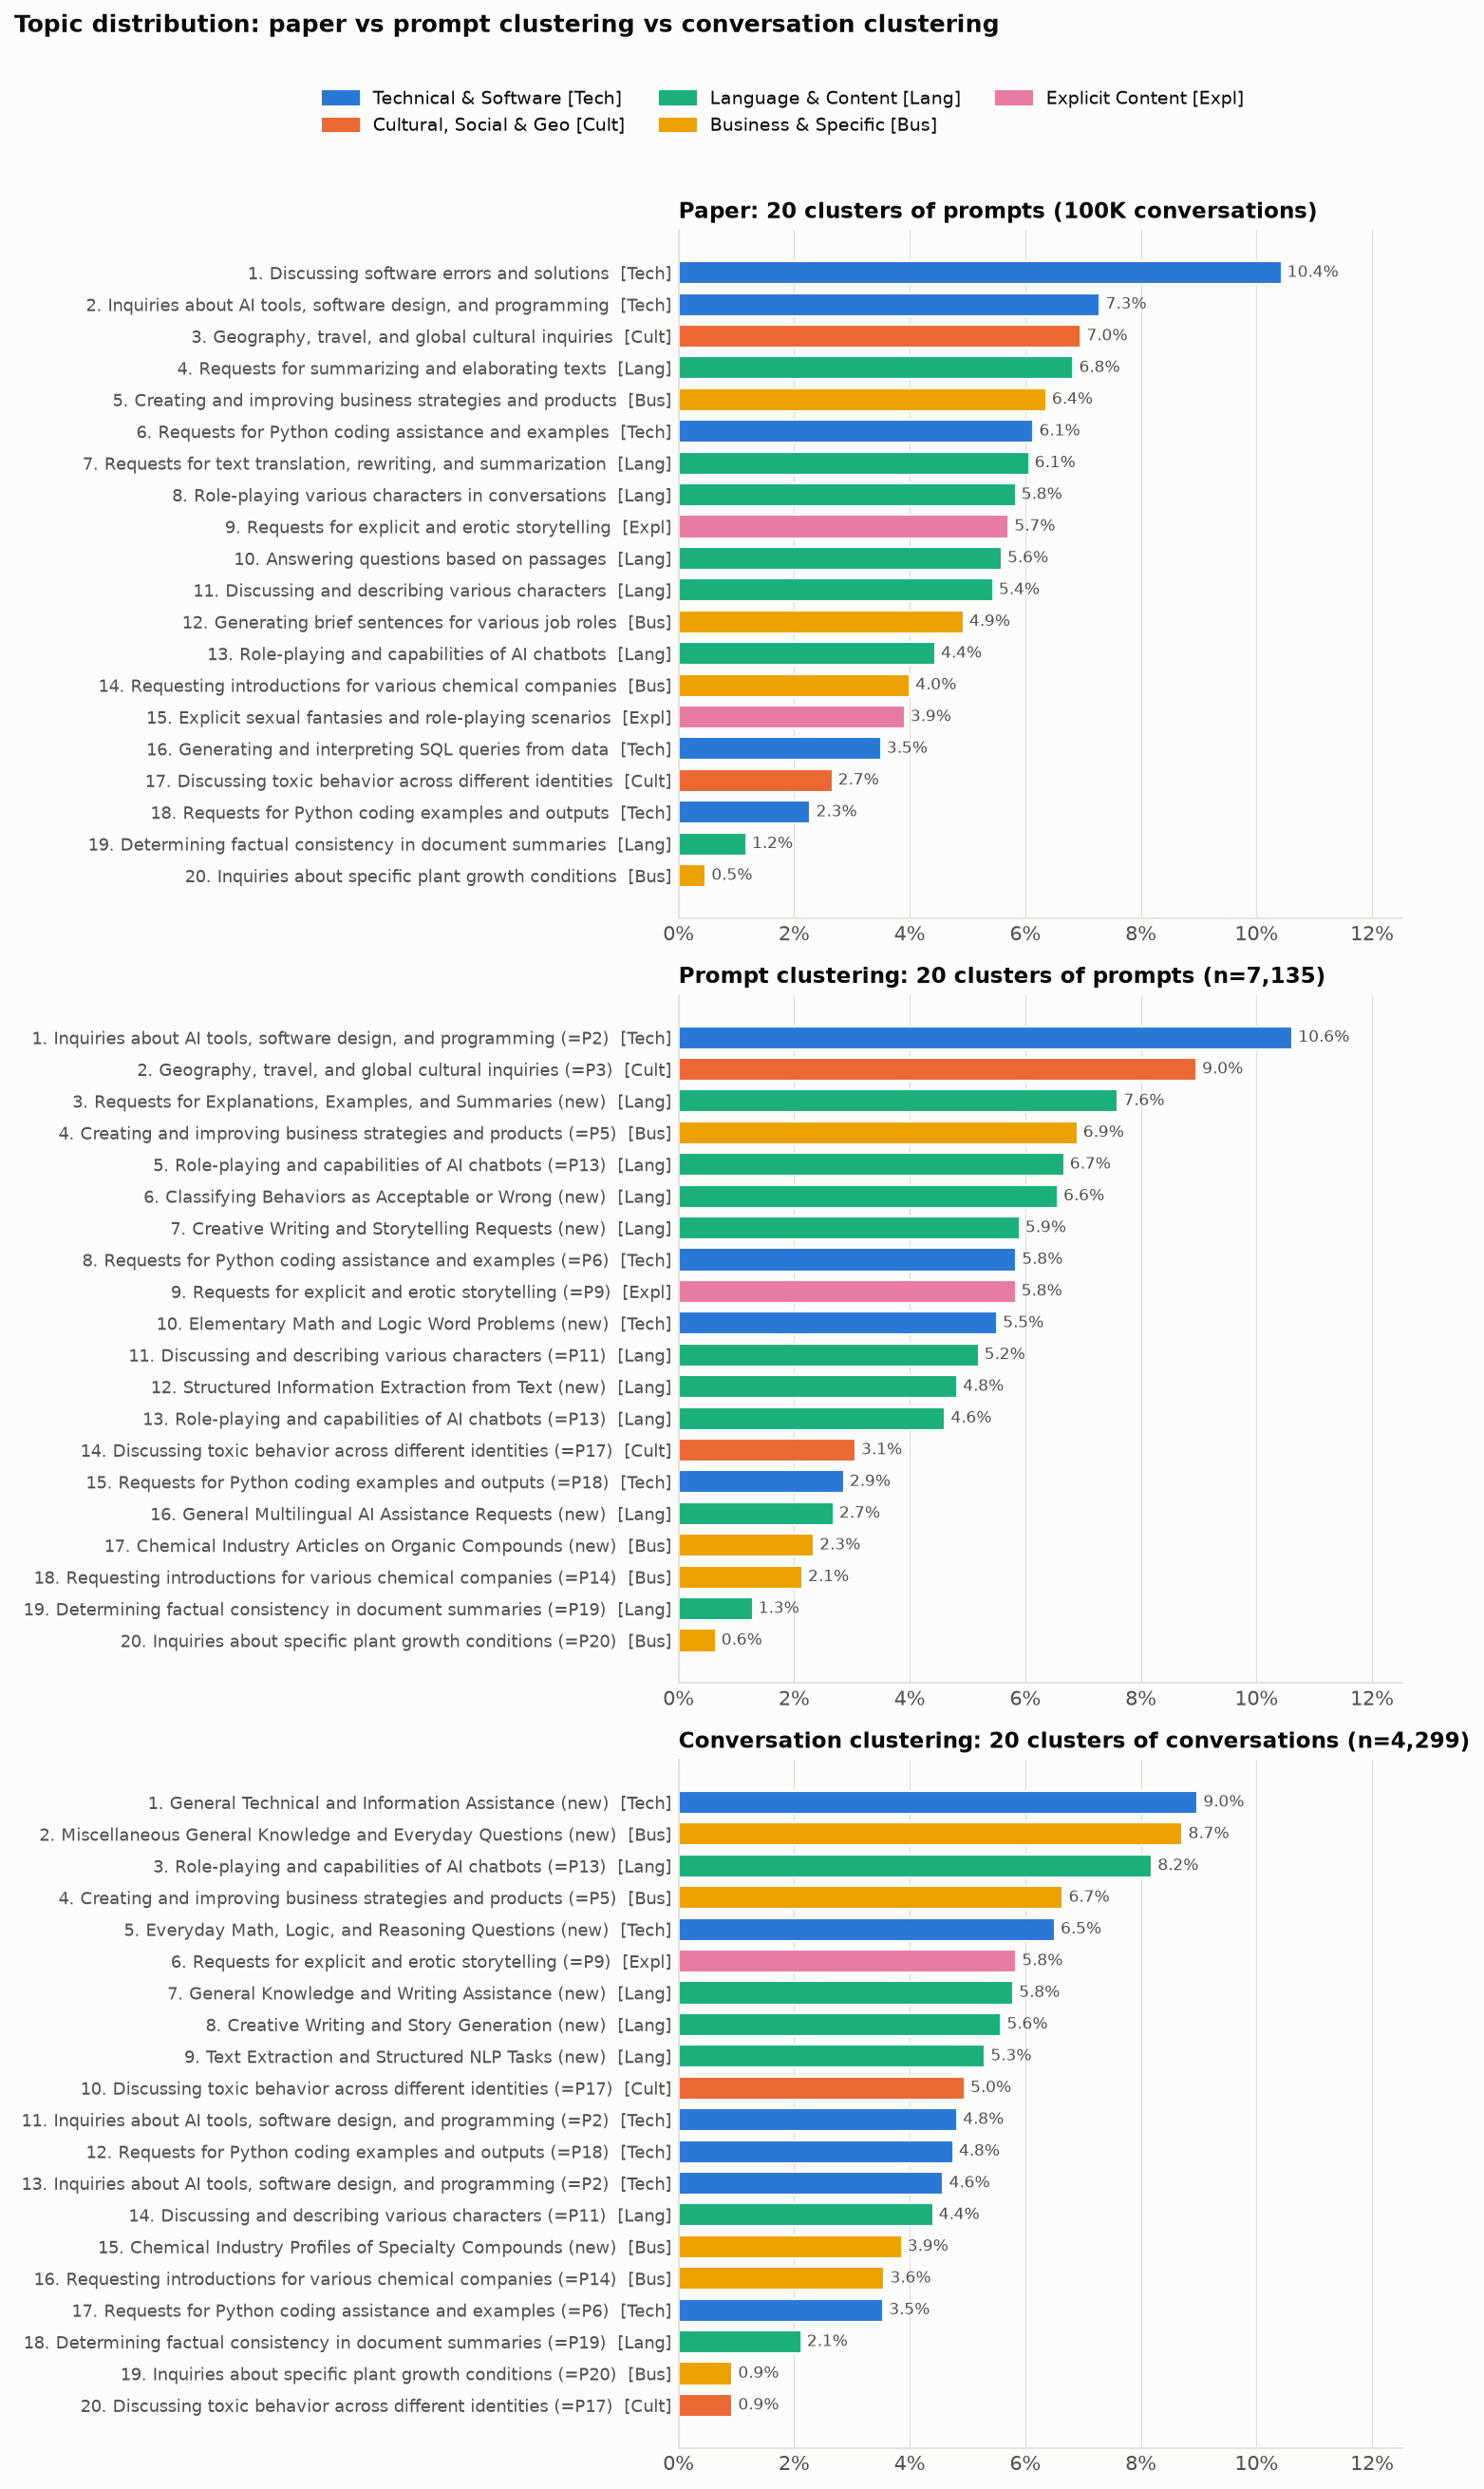 Topic distribution: paper vs prompt clustering vs conversation clustering
Technical & Software [Tech]
Language & Content [Lang]
Explicit Content [Expl]
Cultural, Social & Geo [Cult]
Business & Specific [Bus]
Paper: 20 clusters of prompts (100K conversations)
1. Discussing software errors and solutions [Tech] 10.4%
2. Inquiries about AI tools, software design, and programming [Tech] 7.3%
3. Geography, travel, and global cultural inquiries [Cult] 7.0%
4. Requests for summarizing and elaborating texts [Lang] 6.8%
5. Creating and improving business strategies and products [Bus] 6.4%
6. Requests for Python coding assistance and examples [Tech] 6.1%
7. Requests for text translation, rewriting, and summarization [Lang] 6.1%
8. Role-playing various characters in conversations [Lang] 5.8%
9. Requests for explicit and erotic storytelling [Expl] 5.7%
10. Answering questions based on passages [Lang] 5.6%
11. Discussing and describing various characters [Lang] 5.4%
12. Generating brief sentences for various job roles [Bus] 4.9%
13. Role-playing and capabilities of AI chatbots [Lang] 4.4%
14. Requesting introductions for various chemical companies [Bus] 4.0%
15. Explicit sexual fantasies and role-playing scenarios [Expl] 3.9%
16. Generating and interpreting SQL queries from data [Tech] 3.5%
17. Discussing toxic behavior across different identities [Cult] 2.7%
18. Requests for Python coding examples and outputs [Tech] 2.3%
19. Determining factual consistency in document summaries [Lang] 1.2%
20. Inquiries about specific plant growth conditions [Bus] 0.5%
0% 2% 4% 6% 8% 10% 12%
Prompt clustering: 20 clusters of prompts (n=7,135)
1. Inquiries about AI tools, software design, and programming (=P2) [Tech] 10.6%
2. Geography, travel, and global cultural inquiries (=P3) [Cult] 9.0%
3. Requests for Explanations, Examples, and Summaries (new) [Lang] 7.6%
4. Creating and improving business strategies and products (=P5) [Bus] 6.9%
5. Role-playing and capabilities of AI chatbots (=P13) [Lang] 6.7%
6. Classifying Behaviors as Acceptable or Wrong (new) [Lang] 6.6%
7. Creative Writing and Storytelling Requests (new) [Lang] 5.9%
8. Requests for Python coding assistance and examples (=P6) [Tech] 5.8%
9. Requests for explicit and erotic storytelling (=P9) [Expl] 5.8%
10. Elementary Math and Logic Word Problems (new) [Tech] 5.5%
11. Discussing and describing various characters (=P11) [Lang] 5.2%
12. Structured Information Extraction from Text (new) [Lang] 4.8%
13. Role-playing and capabilities of AI chatbots (=P13) [Lang] 4.6%
14. Discussing toxic behavior across different identities (=P17) [Cult] 3.1%
15. Requests for Python coding examples and outputs (=P18) [Tech] 2.9%
16. General Multilingual AI Assistance Requests (new) [Lang] 2.7%
17. Chemical Industry Articles on Organic Compounds (new) [Bus] 2.3%
18. Requesting introductions for various chemical companies (=P14) [Bus] 2.1%
19. Determining factual consistency in document summaries (=P19) [Lang] 1.3%
20. Inquiries about specific plant growth conditions (=P20) [Bus] 0.6%
0% 2% 4% 6% 8% 10% 12%
Conversation clustering: 20 clusters of conversations (n=4,299)
1. General Technical and Information Assistance (new) [Tech] 9.0%
2. Miscellaneous General Knowledge and Everyday Questions (new) [Bus] 8.7%
3. Role-playing and capabilities of AI chatbots (=P13) [Lang] 8.2%
4. Creating and improving business strategies and products (=P5) [Bus] 6.7%
5. Everyday Math, Logic, and Reasoning Questions (new) [Tech] 6.5%
6. Requests for explicit and erotic storytelling (=P9) [Expl] 5.8%
7. General Knowledge and Writing Assistance (new) [Lang] 5.8%
8. Creative Writing and Story Generation (new) [Lang] 5.6%
9. Text Extraction and Structured NLP Tasks (new) [Lang] 5.3%
10. Discussing toxic behavior across different identities (=P17) [Cult] 5.0%
11. Inquiries about AI tools, software design, and programming (=P2) [Tech] 4.8%
12. Requests for Python coding examples and outputs (=P18) [Tech] 4.8%
13. Inquiries about AI tools, software design, and programming (=P2) [Tech] 4.6%
14. Discussing and describing various characters (=P11) [Lang] 4.4%
15. Chemical Industry Profiles of Specialty Compounds (new) [Bus] 3.9%
16. Requesting introductions for various chemical companies (=P14) [Bus] 3.6%
17. Requests for Python coding assistance and examples (=P6) [Tech] 3.5%
18. Determining factual consistency in document summaries (=P19) [Lang] 2.1%
19. Inquiries about specific plant growth conditions (=P20) [Bus] 0.9%
20. Discussing toxic behavior across different identities (=P17) [Cult] 0.9%
0% 2% 4% 6% 8% 10% 12%